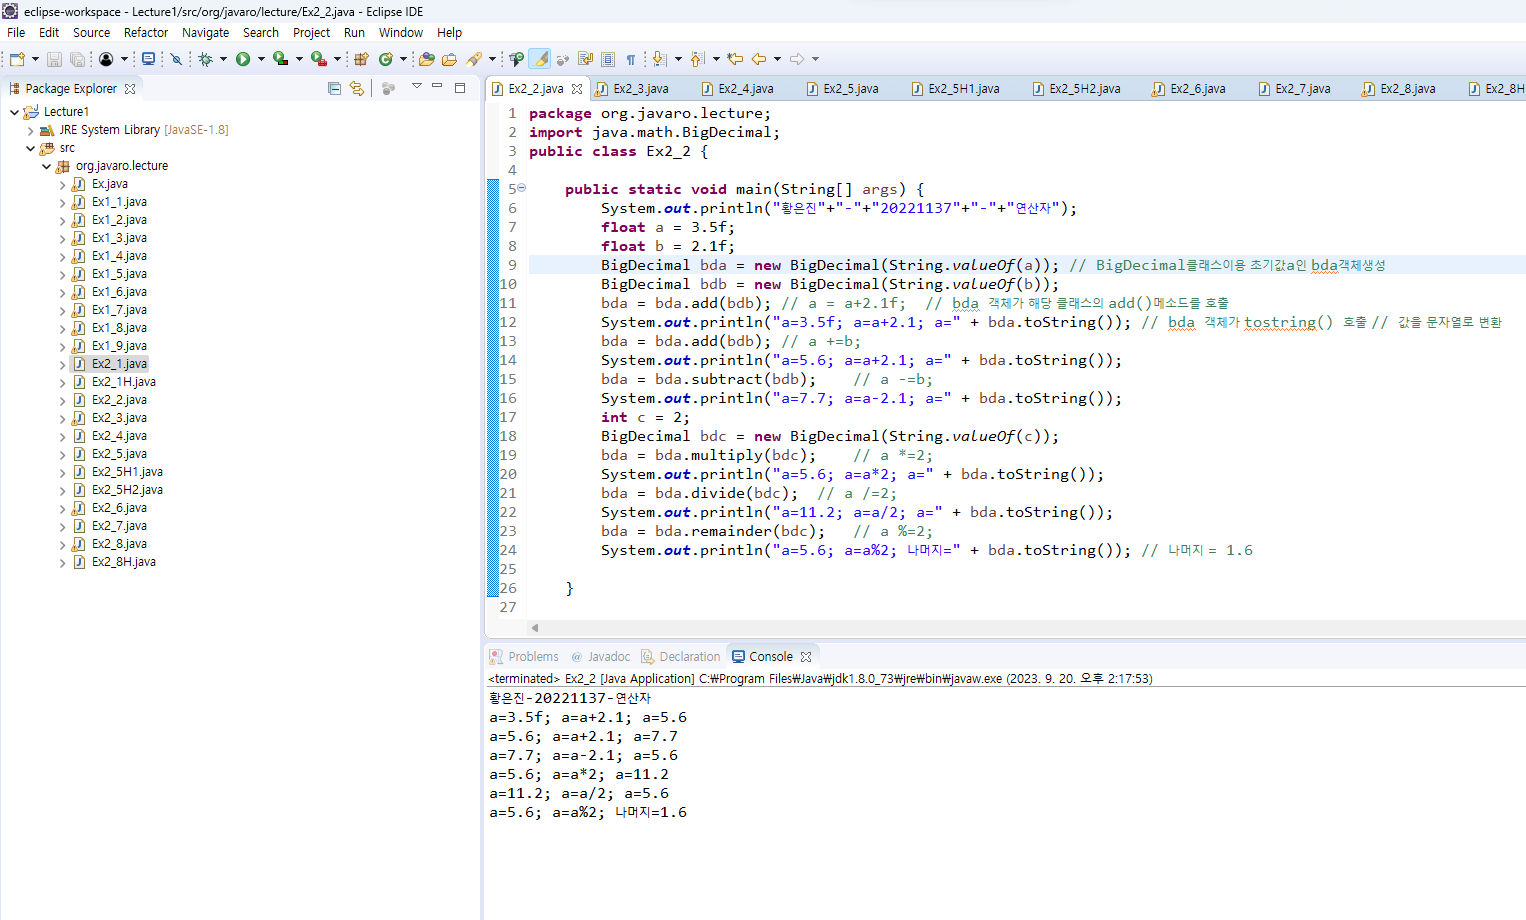 eclipse-workspace - Lecture1/src/org/javaro/lecture/Ex2_2.java - Eclipse IDE
File Edit Source Refactor Navigate Search Project Run Window Help
Package Explorer
Lecture1
JRE System Library [JavaSE-1.8]
src
org.javaro.lecture
Ex.java
Ex1_1.java
Ex1_2.java
Ex1_3.java
Ex1_4.java
Ex1_5.java
Ex1_6.java
Ex1_7.java
Ex1_8.java
Ex1_9.java
Ex2_1.java
Ex2_1H.java
Ex2_2.java
Ex2_3.java
Ex2_4.java
Ex2_5.java
Ex2_5H1.java
Ex2_5H2.java
Ex2_6.java
Ex2_7.java
Ex2_8.java
Ex2_8H.java
Ex2_2.java Ex2_3.java Ex2_4.java Ex2_5.java Ex2_5H1.java Ex2_5H2.java Ex2_6.java Ex2_7.java Ex2_8.java Ex2_8H
1 package org.javaro.lecture;
2 import java.math.BigDecimal;
3 public class Ex2_2 {
4
5 public static void main(String[] args) {
6 System.out.println("황은진"+"-"+"20221137"+"-"+"연산자");
7 float a = 3.5f;
8 float b = 2.1f;
9 BigDecimal bda = new BigDecimal(String.valueOf(a)); // BigDecimal클래스이용 초기값a인 bda객체생성
10 BigDecimal bdb = new BigDecimal(String.valueOf(b));
11 bda = bda.add(bdb); // a = a+2.1f; // bda 객체가 해당 클래스의 add()메소드를 호출
12 System.out.println("a=3.5f; a=a+2.1; a=" + bda.toString()); // bda 객체가 tostring() 호출 // 값을 문자열로 변환
13 bda = bda.add(bdb); // a +=b;
14 System.out.println("a=5.6; a=a+2.1; a=" + bda.toString());
15 bda = bda.subtract(bdb); // a -=b;
16 System.out.println("a=7.7; a=a-2.1; a=" + bda.toString());
17 int c = 2;
18 BigDecimal bdc = new BigDecimal(String.valueOf(c));
19 bda = bda.multiply(bdc); // a *=2;
20 System.out.println("a=5.6; a=a*2; a=" + bda.toString());
21 bda = bda.divide(bdc); // a /=2;
22 System.out.println("a=11.2; a=a/2; a=" + bda.toString());
23 bda = bda.remainder(bdc); // a %=2;
24 System.out.println("a=5.6; a=a%2; 나머지=" + bda.toString()); // 나머지 = 1.6
25
26 }
27
Problems Javadoc Declaration Console
<terminated> Ex2_2 [Java Application] C:₩Program Files₩Java₩jdk1.8.0_73₩jre₩bin₩javaw.exe (2023. 9. 20. 오후 2:17:53)
황은진-20221137-연산자
a=3.5f; a=a+2.1; a=5.6
a=5.6; a=a+2.1; a=7.7
a=7.7; a=a-2.1; a=5.6
a=5.6; a=a*2; a=11.2
a=11.2; a=a/2; a=5.6
a=5.6; a=a%2; 나머지=1.6